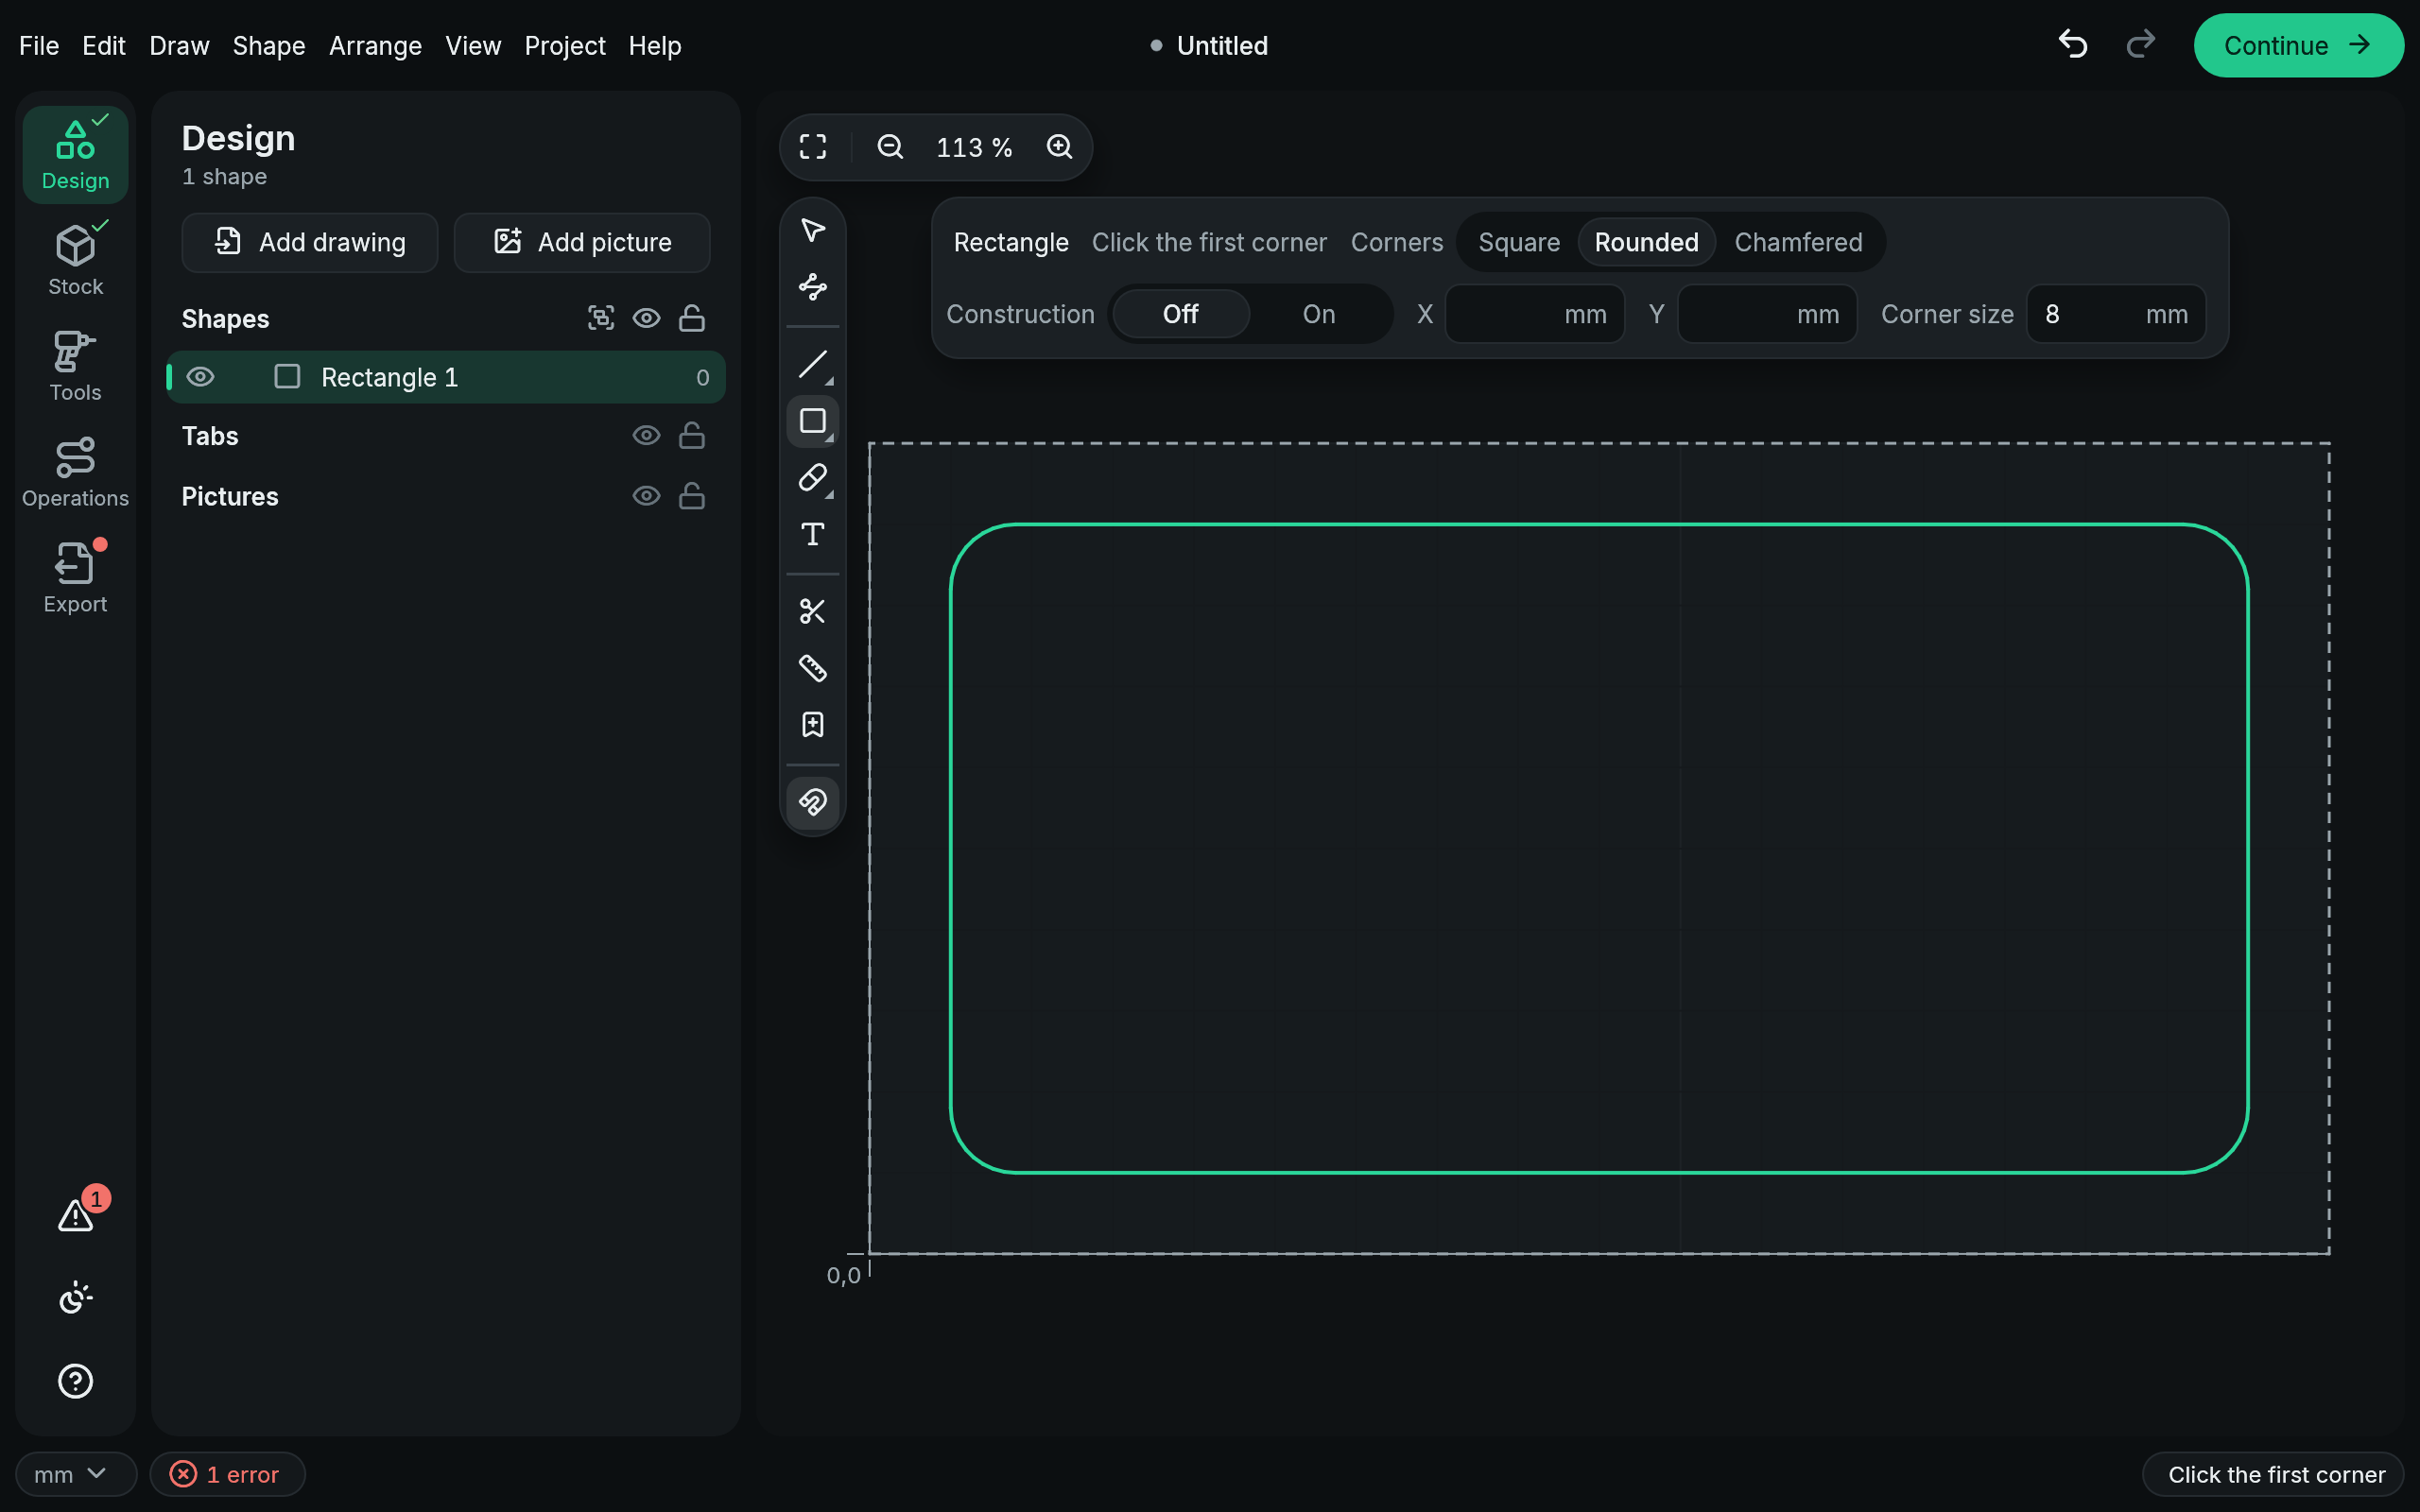 File Edit Draw Shape Arrange View Project Help
Untitled
Continue
Design
Stock
Tools
Operations
Export
1
Design
1 shape
Add drawing
Add picture
Shapes
Rectangle 1 0
Tabs
Pictures
113 %
Rectangle Click the first corner Corners Square Rounded Chamfered
Construction Off On X mm Y mm Corner size 8 mm
0,0
mm
1 error
Click the first corner